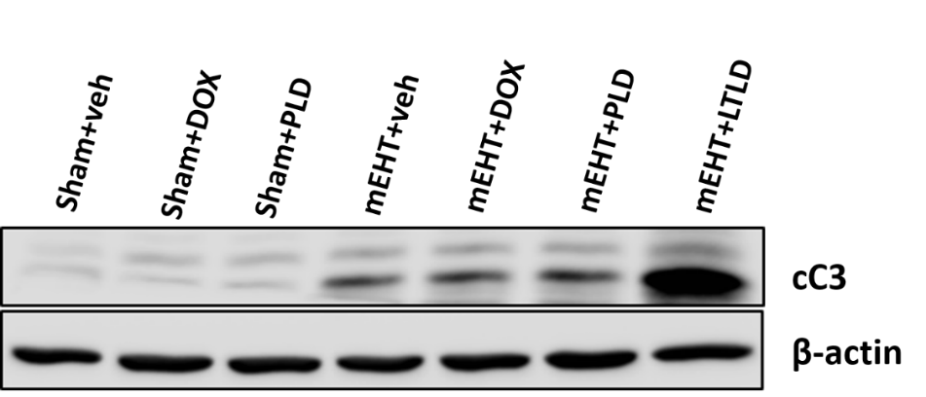 Sham+veh
Sham+DOX
Sham+PLD
mEHT+veh
mEHT+DOX
mEHT+PLD
mEHT+LTLD
cC3
β-actin